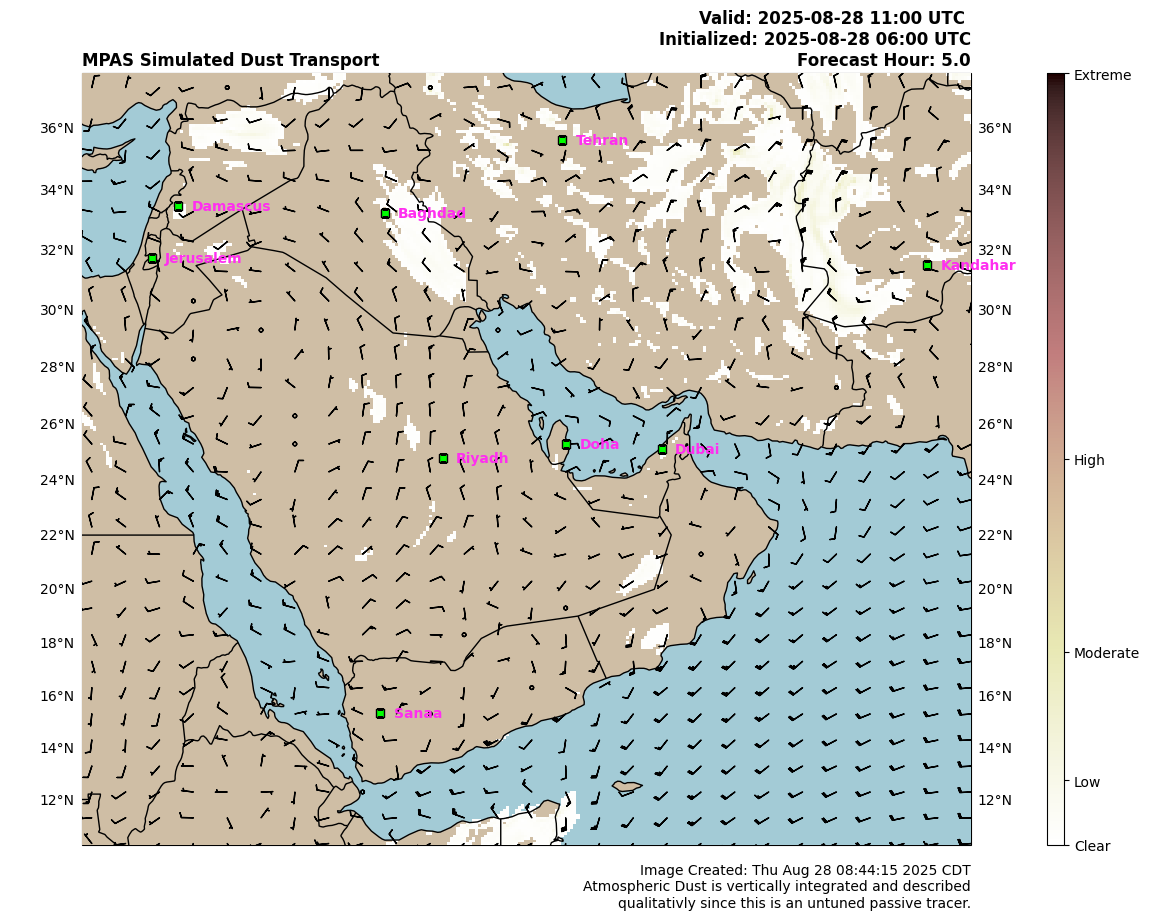 Valid: 2025-08-28 11:00 UTC
Initialized: 2025-08-28 06:00 UTC
MPAS Simulated Dust Transport Forecast Hour: 5.0
Extreme
36°N Tehran 36°N
34°N Damascus Baghdad 34°N
32°N Jerusalem Kandahar 32°N
30°N 30°N
28°N 28°N
26°N Doha Dubai 26°N
Riyadh High
24°N 24°N
22°N 22°N
20°N 20°N
18°N 18°N Moderate
16°N Sanaa 16°N
14°N 14°N
Low
12°N 12°N
Clear
Image Created: Thu Aug 28 08:44:15 2025 CDT
Atmospheric Dust is vertically integrated and described
qualitativly since this is an untuned passive tracer.